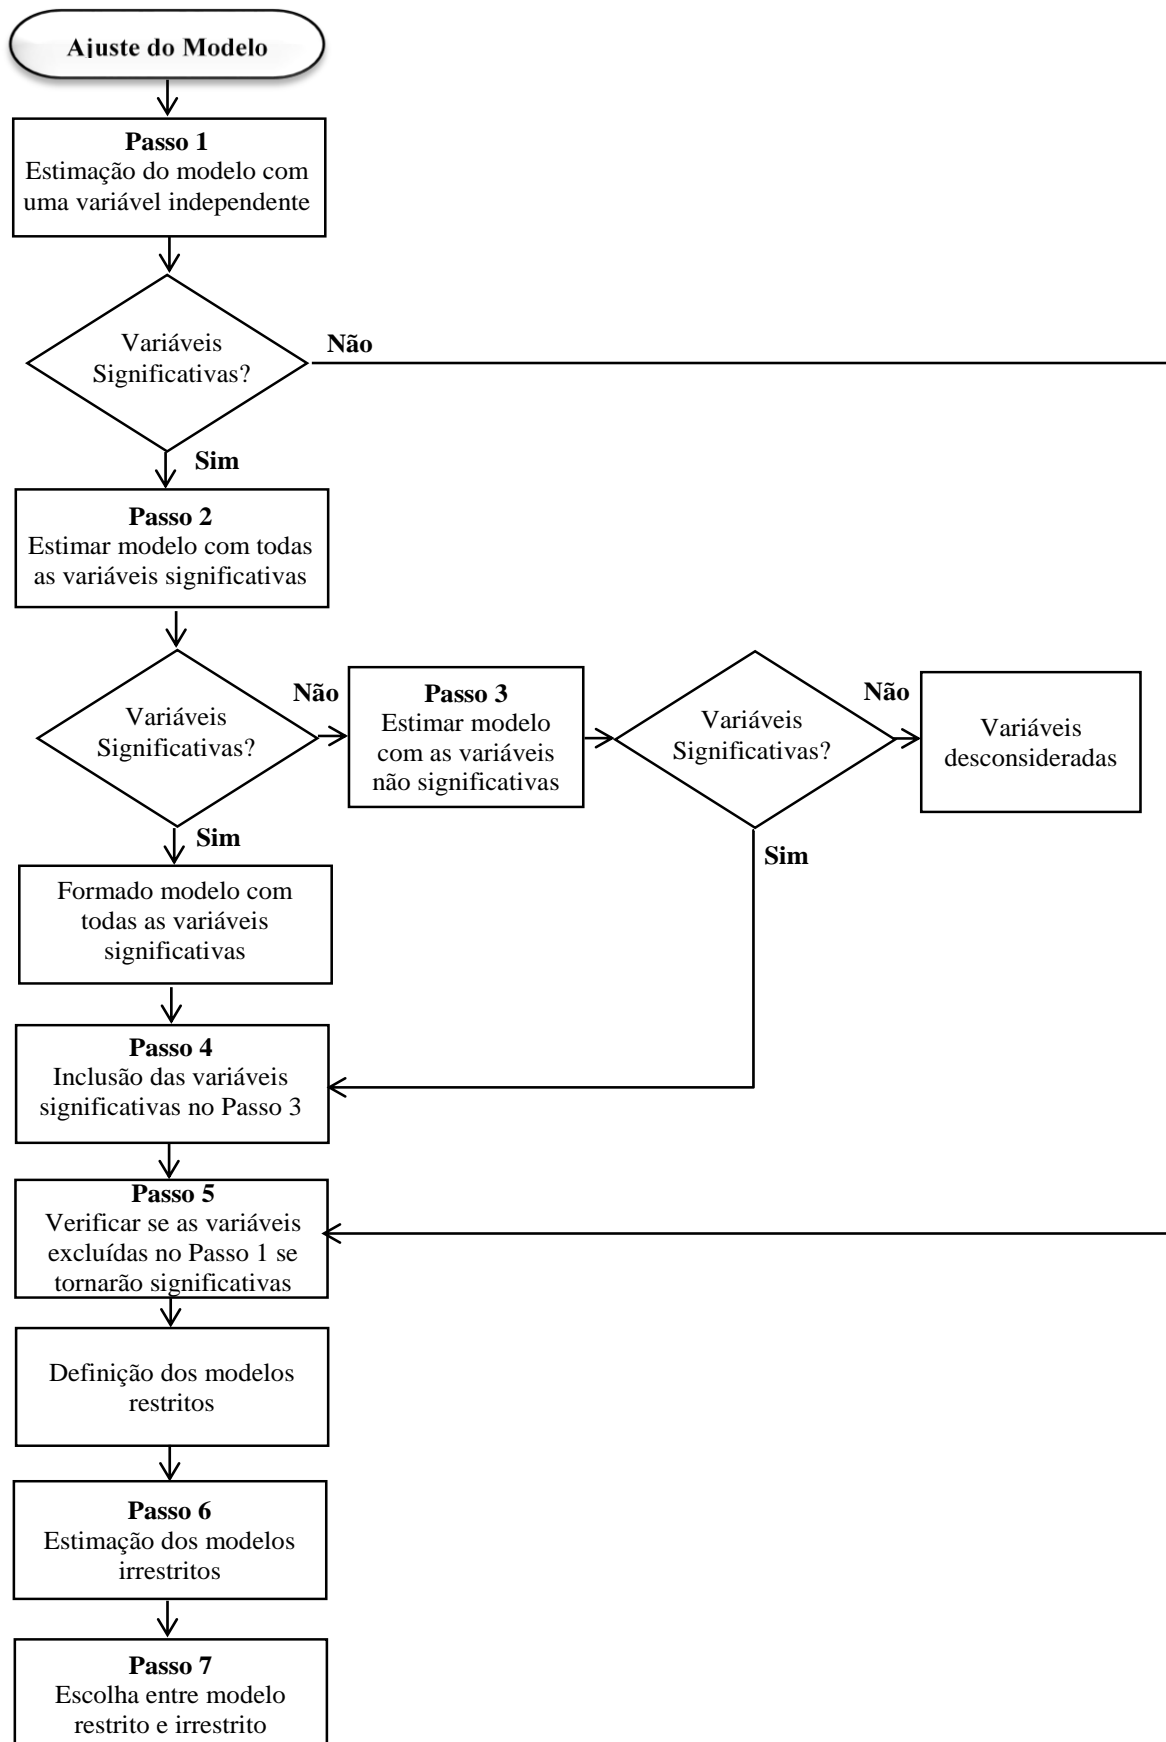 Ajuste do Modelo
Passo 1
Estimação do modelo com
uma variável independente
Variáveis
Significativas?
Não
Sim
Passo 2
Estimar modelo com todas
as variáveis significativas
Variáveis
Significativas?
Não
Passo 3
Estimar modelo
com as variáveis
não significativas
Variáveis
Significativas?
Não
Variáveis
desconsideradas
Sim
Sim
Formado modelo com
todas as variáveis
significativas
Passo 4
Inclusão das variáveis
significativas no Passo 3
Passo 5
Verificar se as variáveis
excluídas no Passo 1 se
tornarão significativas
Definição dos modelos
restritos
Passo 6
Estimação dos modelos
irrestritos
Passo 7
Escolha entre modelo
restrito e irrestrito